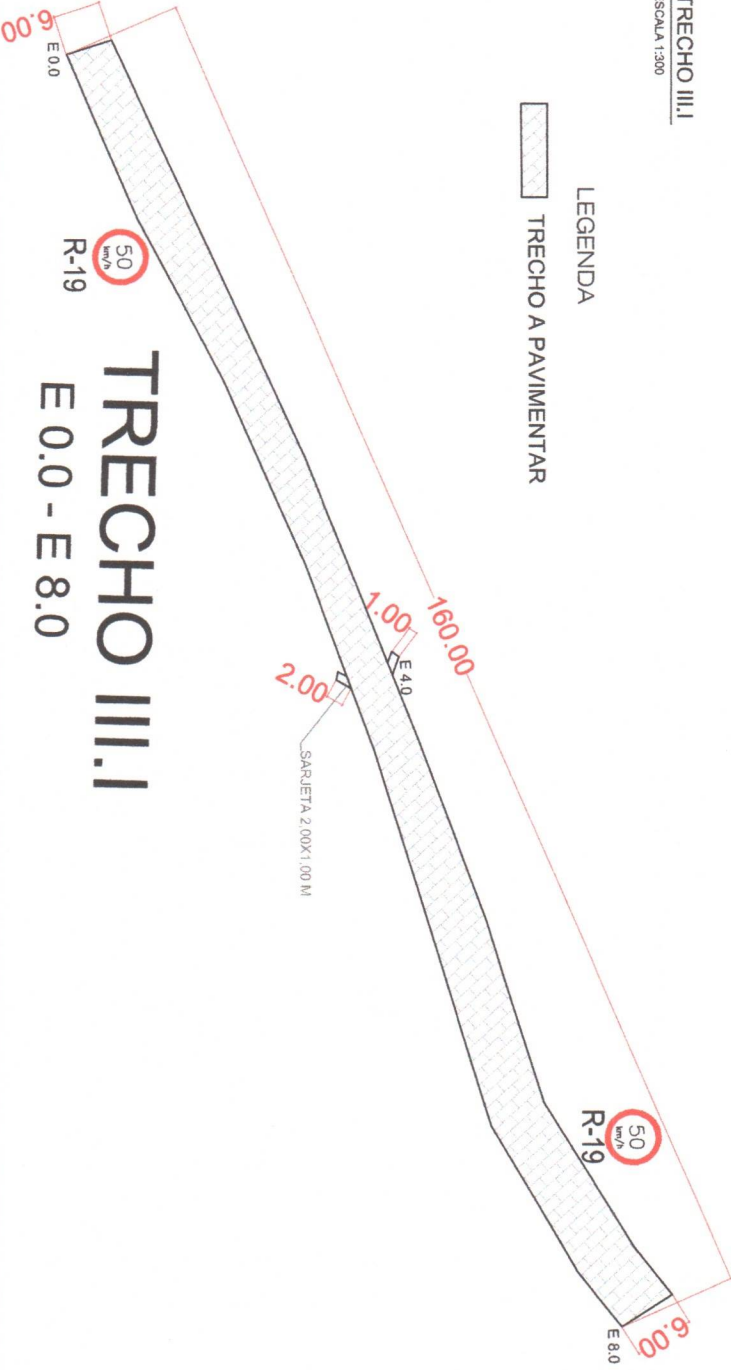 TRECHO III.I
SCALA 1:300
LEGENDA
TRECHO A PAVIMENTAR
6.00
E 0.0
50
km/h
R-19
TRECHO III.I
E 0.0 - E 8.0
160.00
1.00
E 4.0
2.00
SARJETA 2.00X1.00 M
50
km/h
R-19
6.00
E 8.0